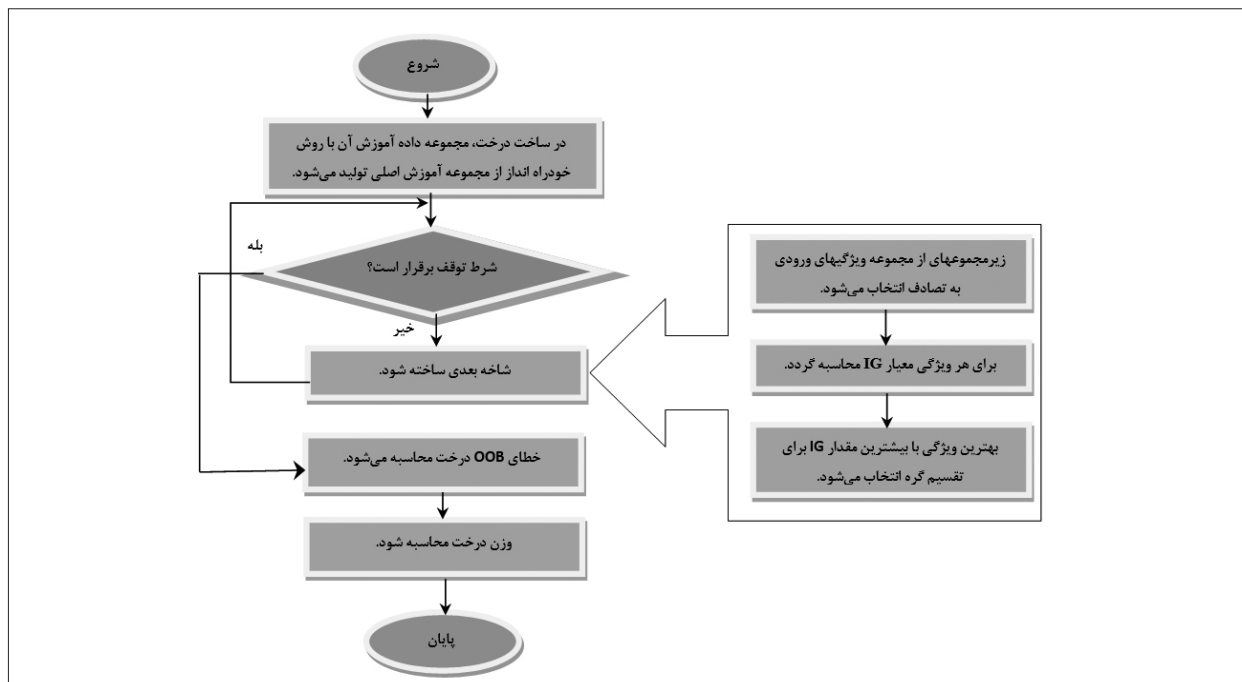 شروع
در ساخت درخت، مجموعه داده آموزش آن با روش
خودراه انداز از مجموعه آموزش اصلی تولید می‌شود.
بله
شرط توقف برقرار است؟
خیر
شاخه بعدی ساخته شود.
خطای OOB درخت محاسبه می‌شود.
وزن درخت محاسبه شود.
پایان
زیرمجموعهای از مجموعه ویژگیهای ورودی
به تصادف انتخاب می‌شود.
برای هر ویژگی معیار IG محاسبه گردد.
بهترین ویژگی با بیشترین مقدار IG برای
تقسیم گره انتخاب می‌شود.